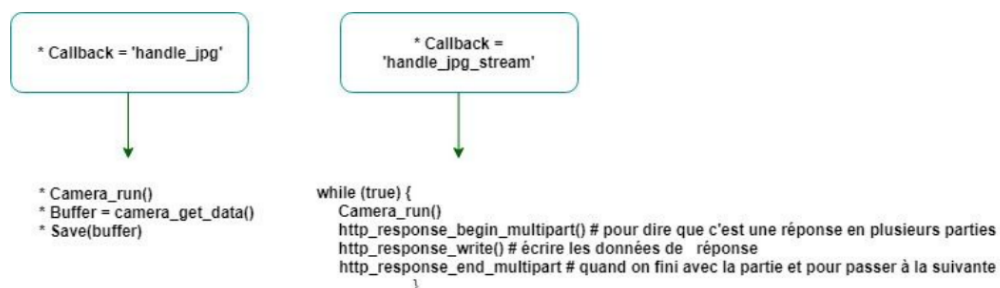 * Callback = 'handle_jpg'
* Camera_run()
* Buffer = camera_get_data()
* Save(buffer)
* Callback =
'handle_jpg_stream'
while (true) {
Camera_run()
http_response_begin_multipart() # pour dire que c'est une réponse en plusieurs parties
http_response_write() # écrire les données de réponse
http_response_end_multipart # quand on fini avec la partie et pour passer à la suivante
}